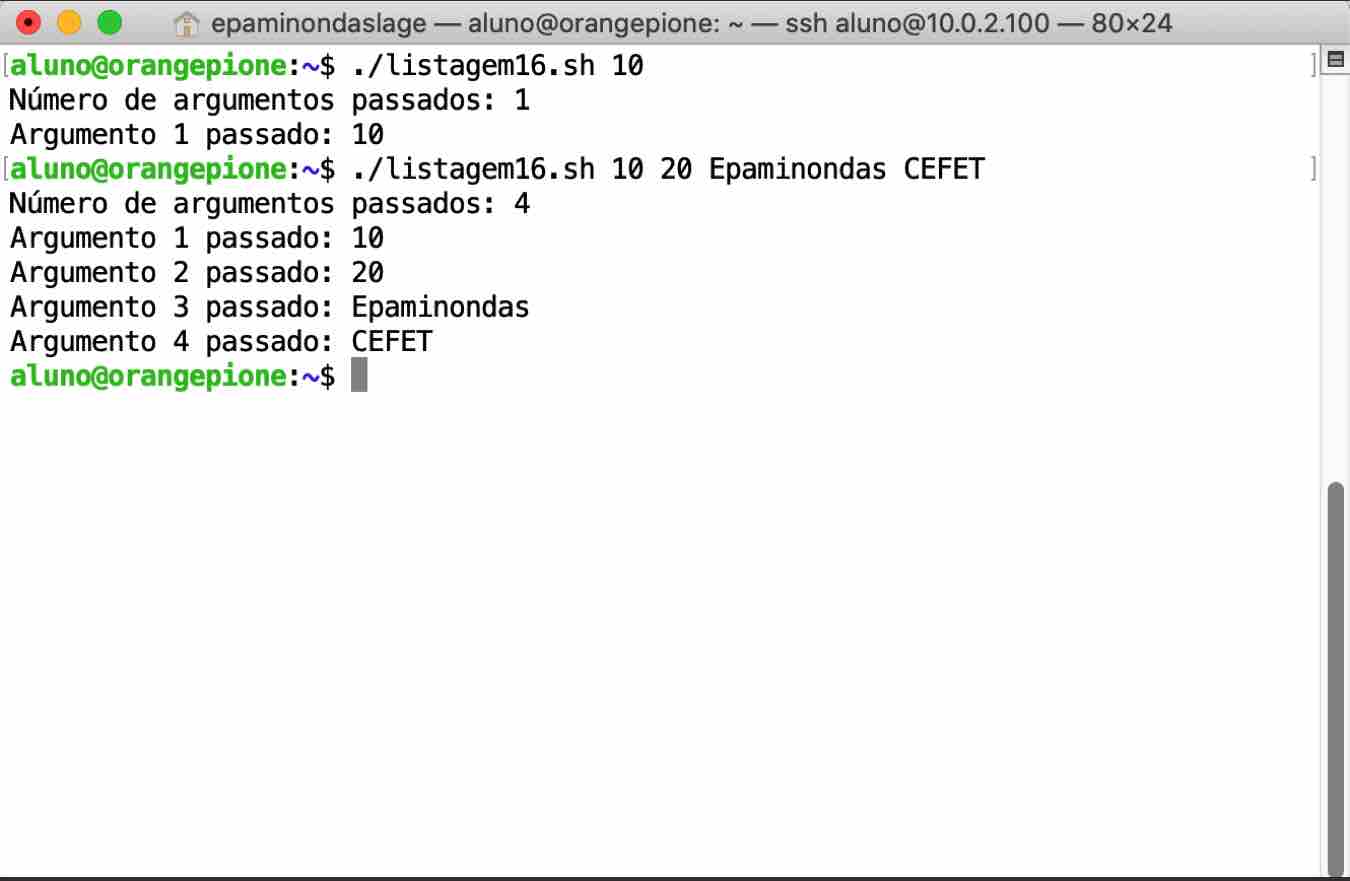 epaminondaslage — aluno@orangepione: ~ — ssh aluno@10.0.2.100 — 80×24
[aluno@orangepione:~$ ./listagem16.sh 10 ]
Número de argumentos passados: 1
Argumento 1 passado: 10
[aluno@orangepione:~$ ./listagem16.sh 10 20 Epaminondas CEFET ]
Número de argumentos passados: 4
Argumento 1 passado: 10
Argumento 2 passado: 20
Argumento 3 passado: Epaminondas
Argumento 4 passado: CEFET
aluno@orangepione:~$